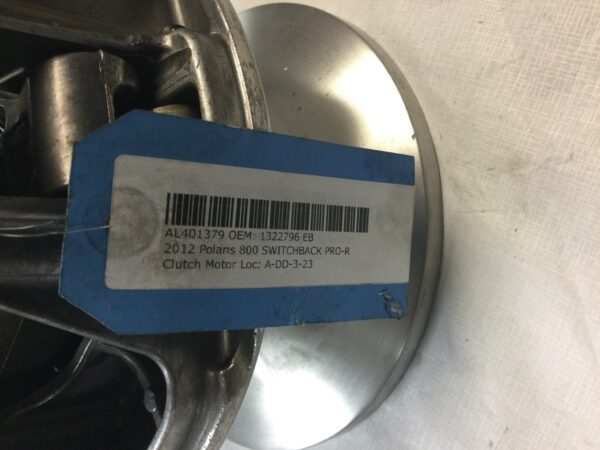 AL401379 OEM: 1322796 EB
2012 Polaris 800 SWITCHBACK PRO-R
Clutch Motor Loc: A-DD-3-23